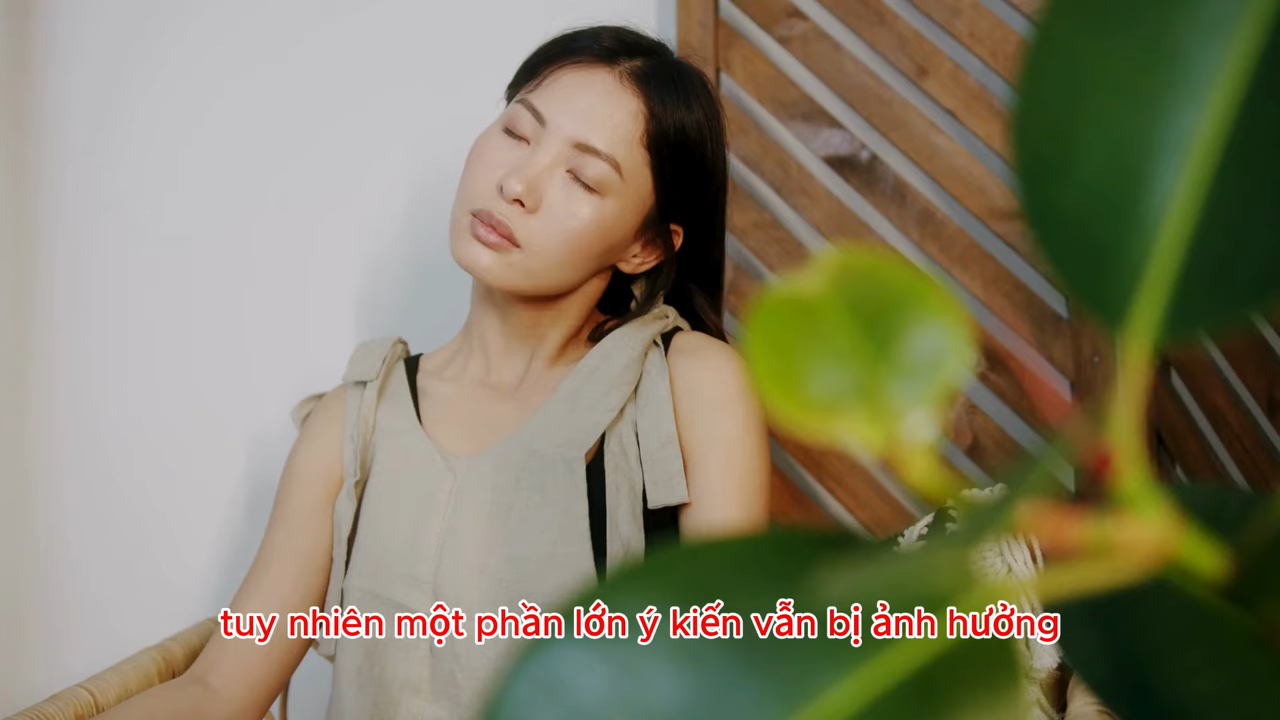 tuy nhiên một phần lớn ý kiến vẫn bị ảnh hưởng